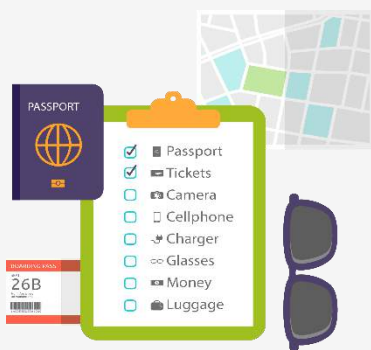 PASSPORT
Passport
Tickets
Camera
Cellphone
Charger
Glasses
Money
Luggage
BOARDING PASS
26B